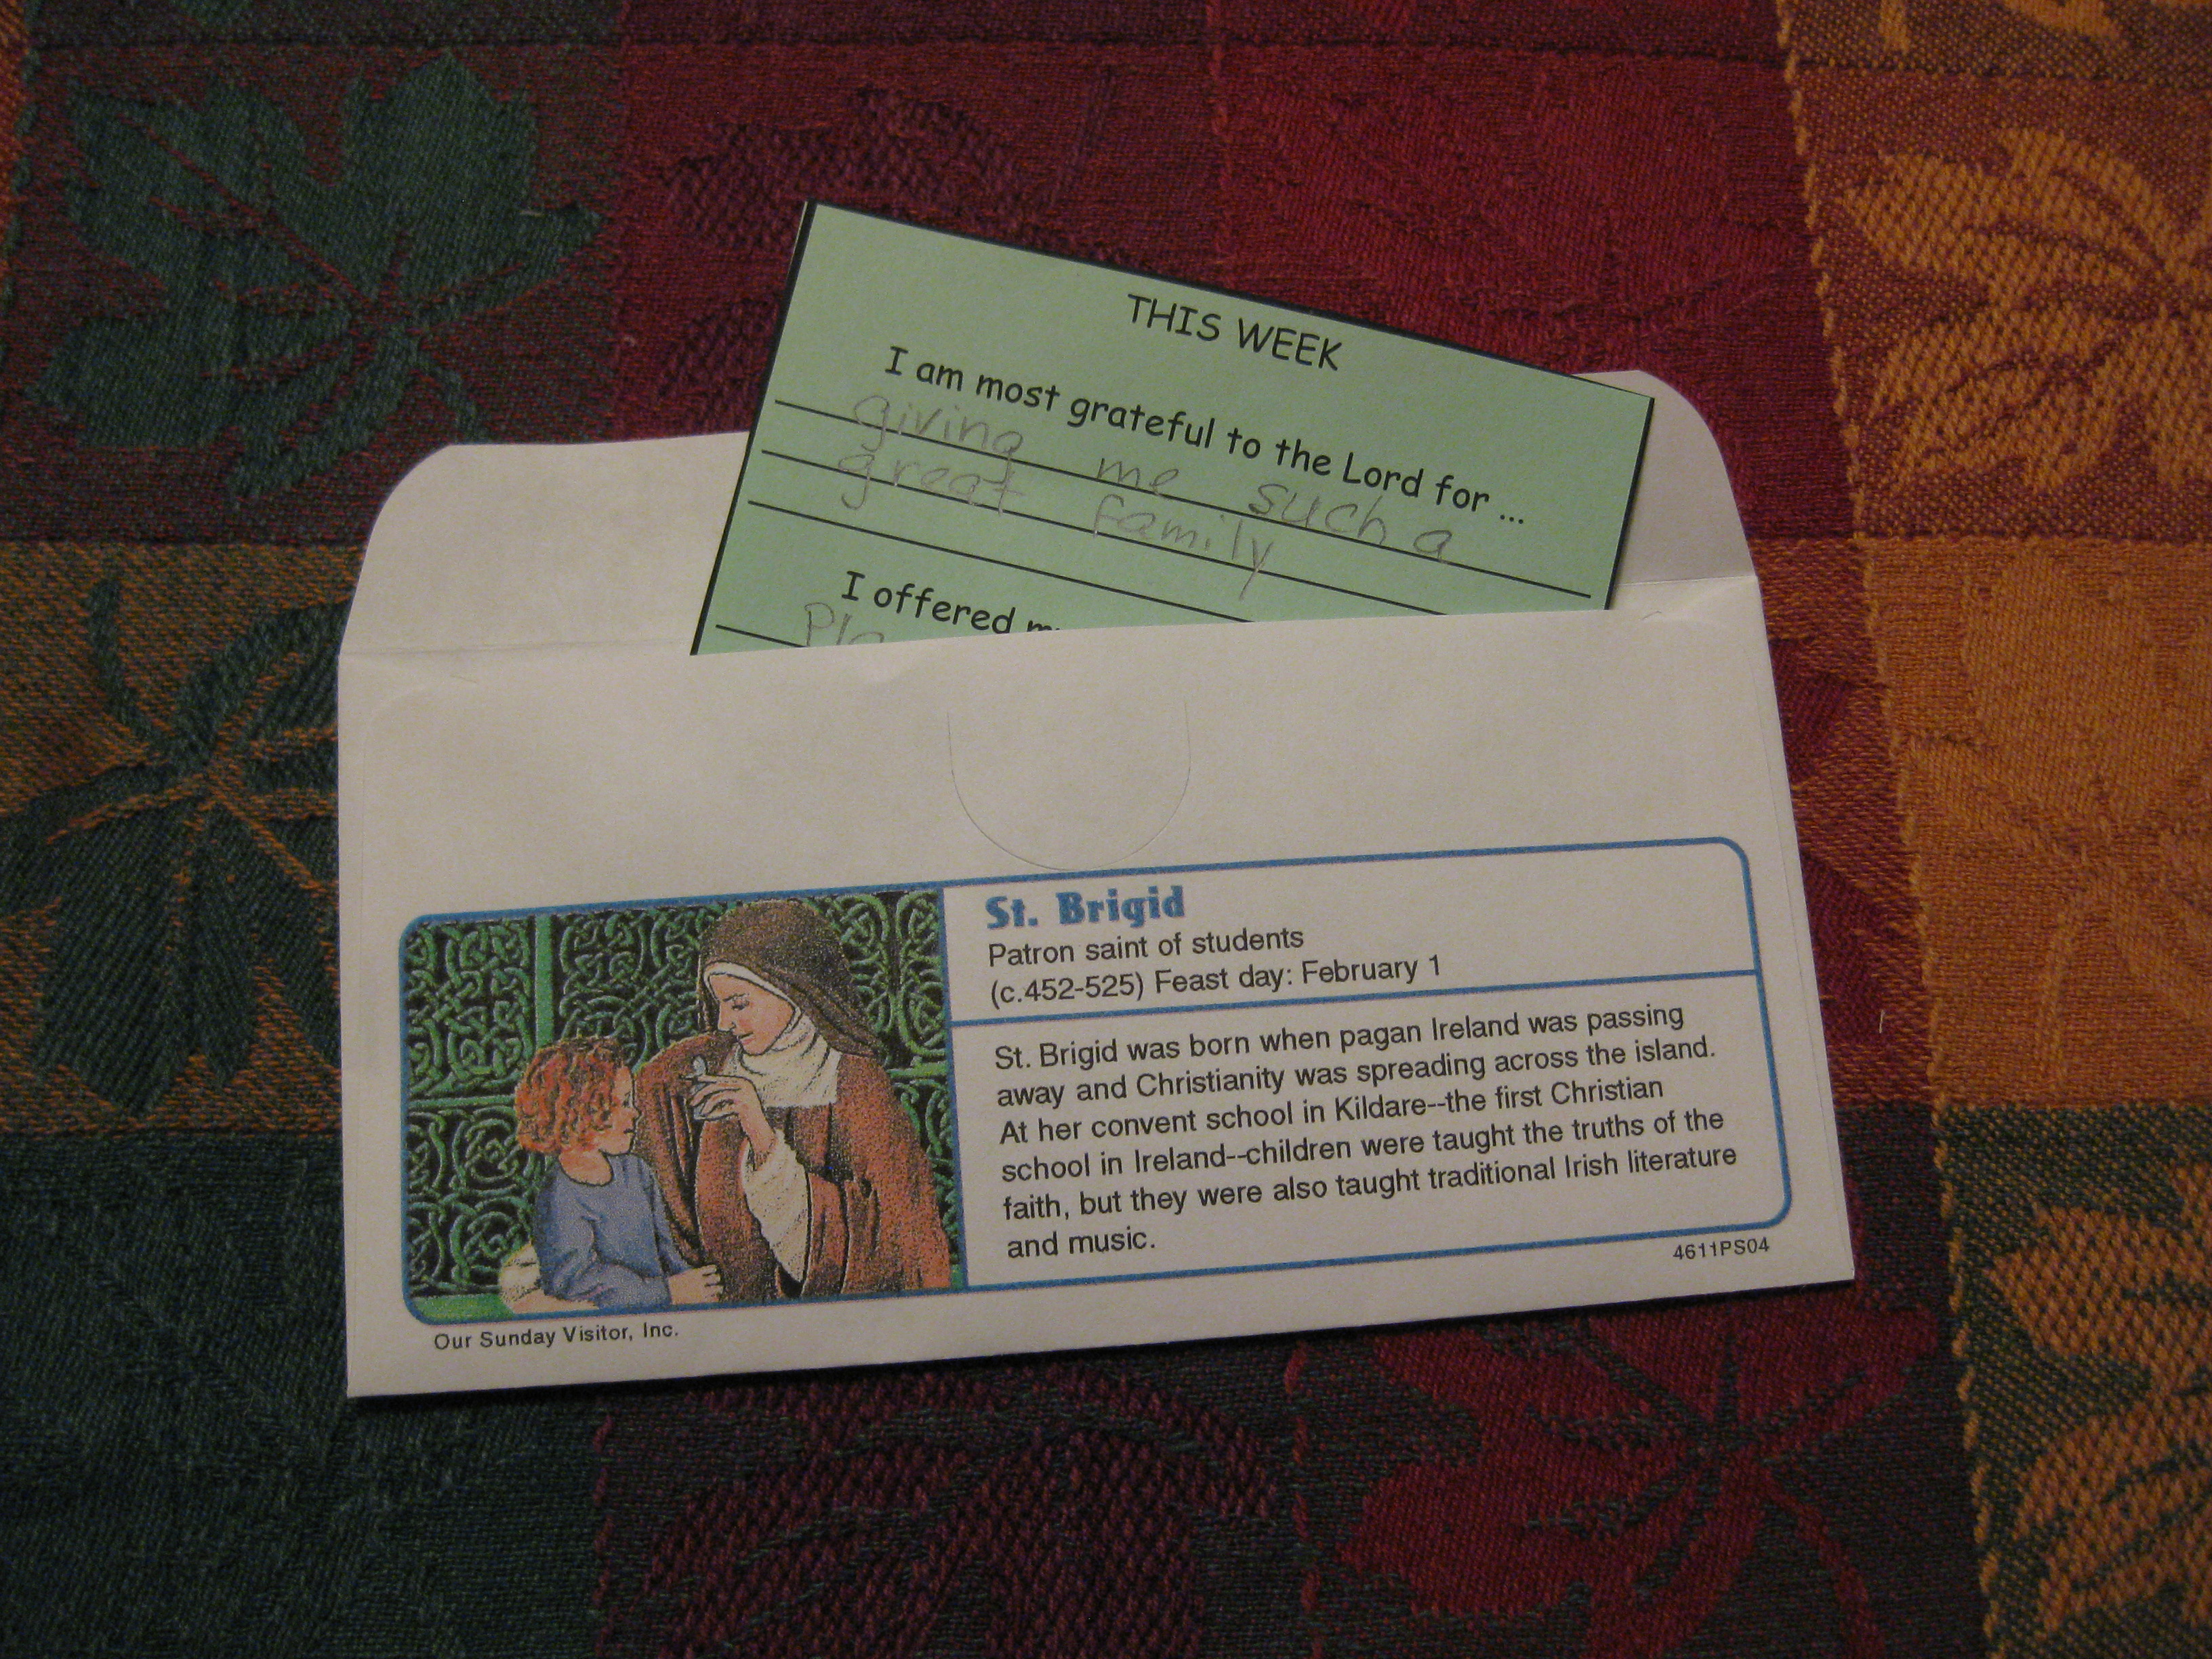 THIS WEEK
I am most grateful to the Lord for ...
giving me such a
great family
I offered
St. Brigid
Patron saint of students
(c.452-525) Feast day: February 1
St. Brigid was born when pagan Ireland was passing
away and Christianity was spreading across the island.
At her convent school in Kildare--the first Christian
school in Ireland--children were taught the truths of the
faith, but they were also taught traditional Irish literature
and music.
4611PS04
Our Sunday Visitor, Inc.